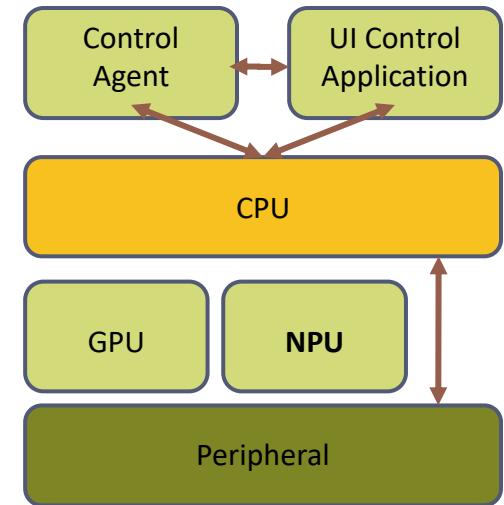 Control
Agent
UI Control
Application
CPU
GPU
NPU
Peripheral